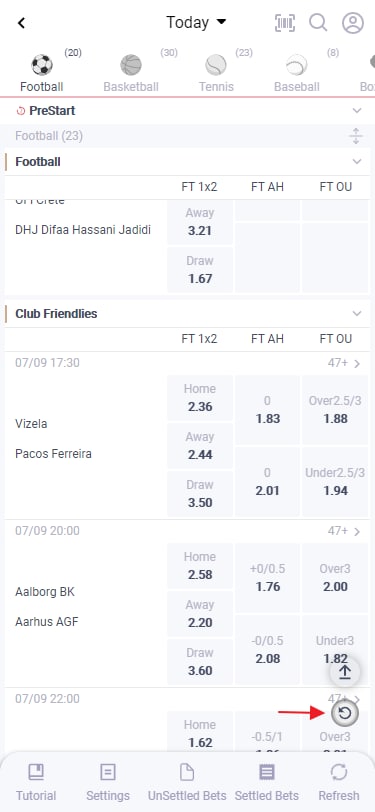 Today
(20) (30) (23) (8)
Football Basketball Tennis Baseball
PreStart
Football (23)
Football
FT 1x2 FT AH FT OU
OFI Crete
Away
3.21
DHJ Difaa Hassani Jadidi
Draw
1.67
Club Friendlies
FT 1x2 FT AH FT OU
07/09 17:30 47+
Home
2.36
0
1.83
Over2.5/3
1.88
Vizela
Away
2.44
Pacos Ferreira
0
2.01
Under2.5/3
1.94
Draw
3.50
07/09 20:00 47+
Home
2.58
+0/0.5
1.76
Over3
2.00
Aalborg BK
Away
2.20
Aarhus AGF
-0/0.5
2.08
Under3
1.82
Draw
3.60
07/09 22:00 47+
Home
1.62
-0.5/1
Over3
Tutorial Settings UnSettled Bets Settled Bets Refresh